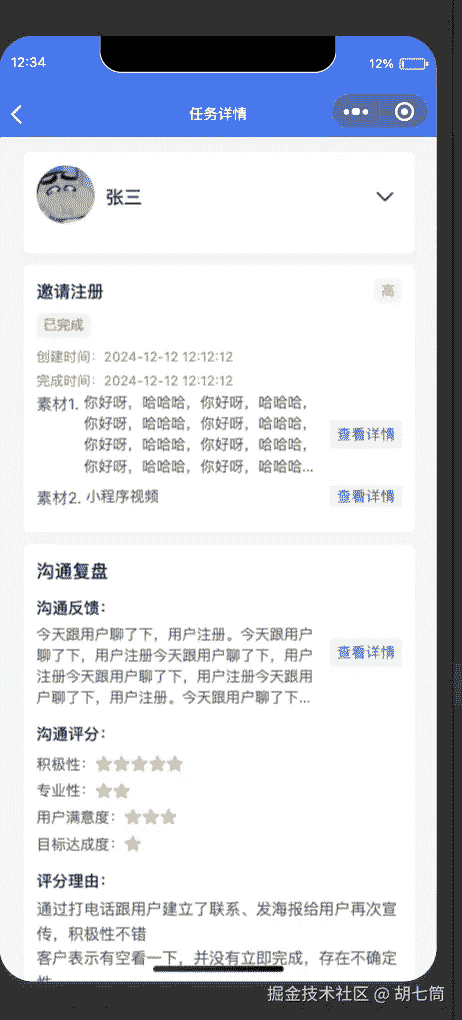 12:34
12%
任务详情
张三
邀请注册
高
已完成
创建时间：2024-12-12 12:12:12
完成时间：2024-12-12 12:12:12
素材1. 你好呀，哈哈哈，你好呀，哈哈哈，
你好呀，哈哈哈，你好呀，哈哈哈，
你好呀，哈哈哈，你好呀，哈哈哈，
你好呀，哈哈哈，你好呀，哈哈哈...
查看详情
素材2. 小程序视频
查看详情
沟通复盘
沟通反馈：
今天跟用户聊了下，用户注册。今天跟用户
聊了下，用户注册今天跟用户聊了下，用户
注册今天跟用户聊了下，用户注册今天跟用
户聊了下，用户注册。今天跟用户聊了下...
查看详情
沟通评分：
积极性：
专业性：
用户满意度：
目标达成度：
评分理由：
通过打电话跟用户建立了联系、发海报给用户再次宣
传，积极性不错
客户表示有空看一下，并没有立即完成，存在不确定
性
掘金技术社区 @ 胡七筒